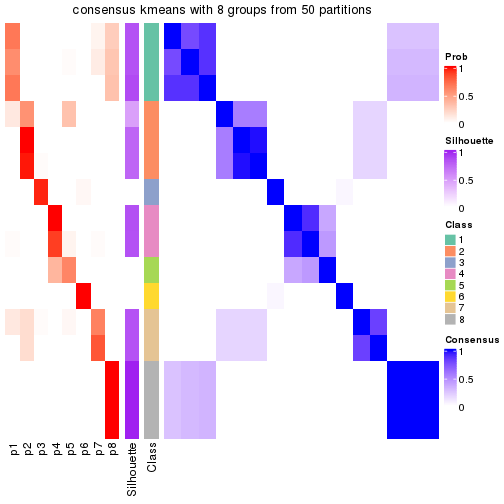 consensus kmeans with 8 groups from 50 partitions
Prob
1
0.5
0
Silhouette
1
0.5
0
Class
1
2
3
4
5
6
7
8
Consensus
1
0.5
0
p1
p2
p3
p4
p5
p6
p7
p8
Silhouette
Class